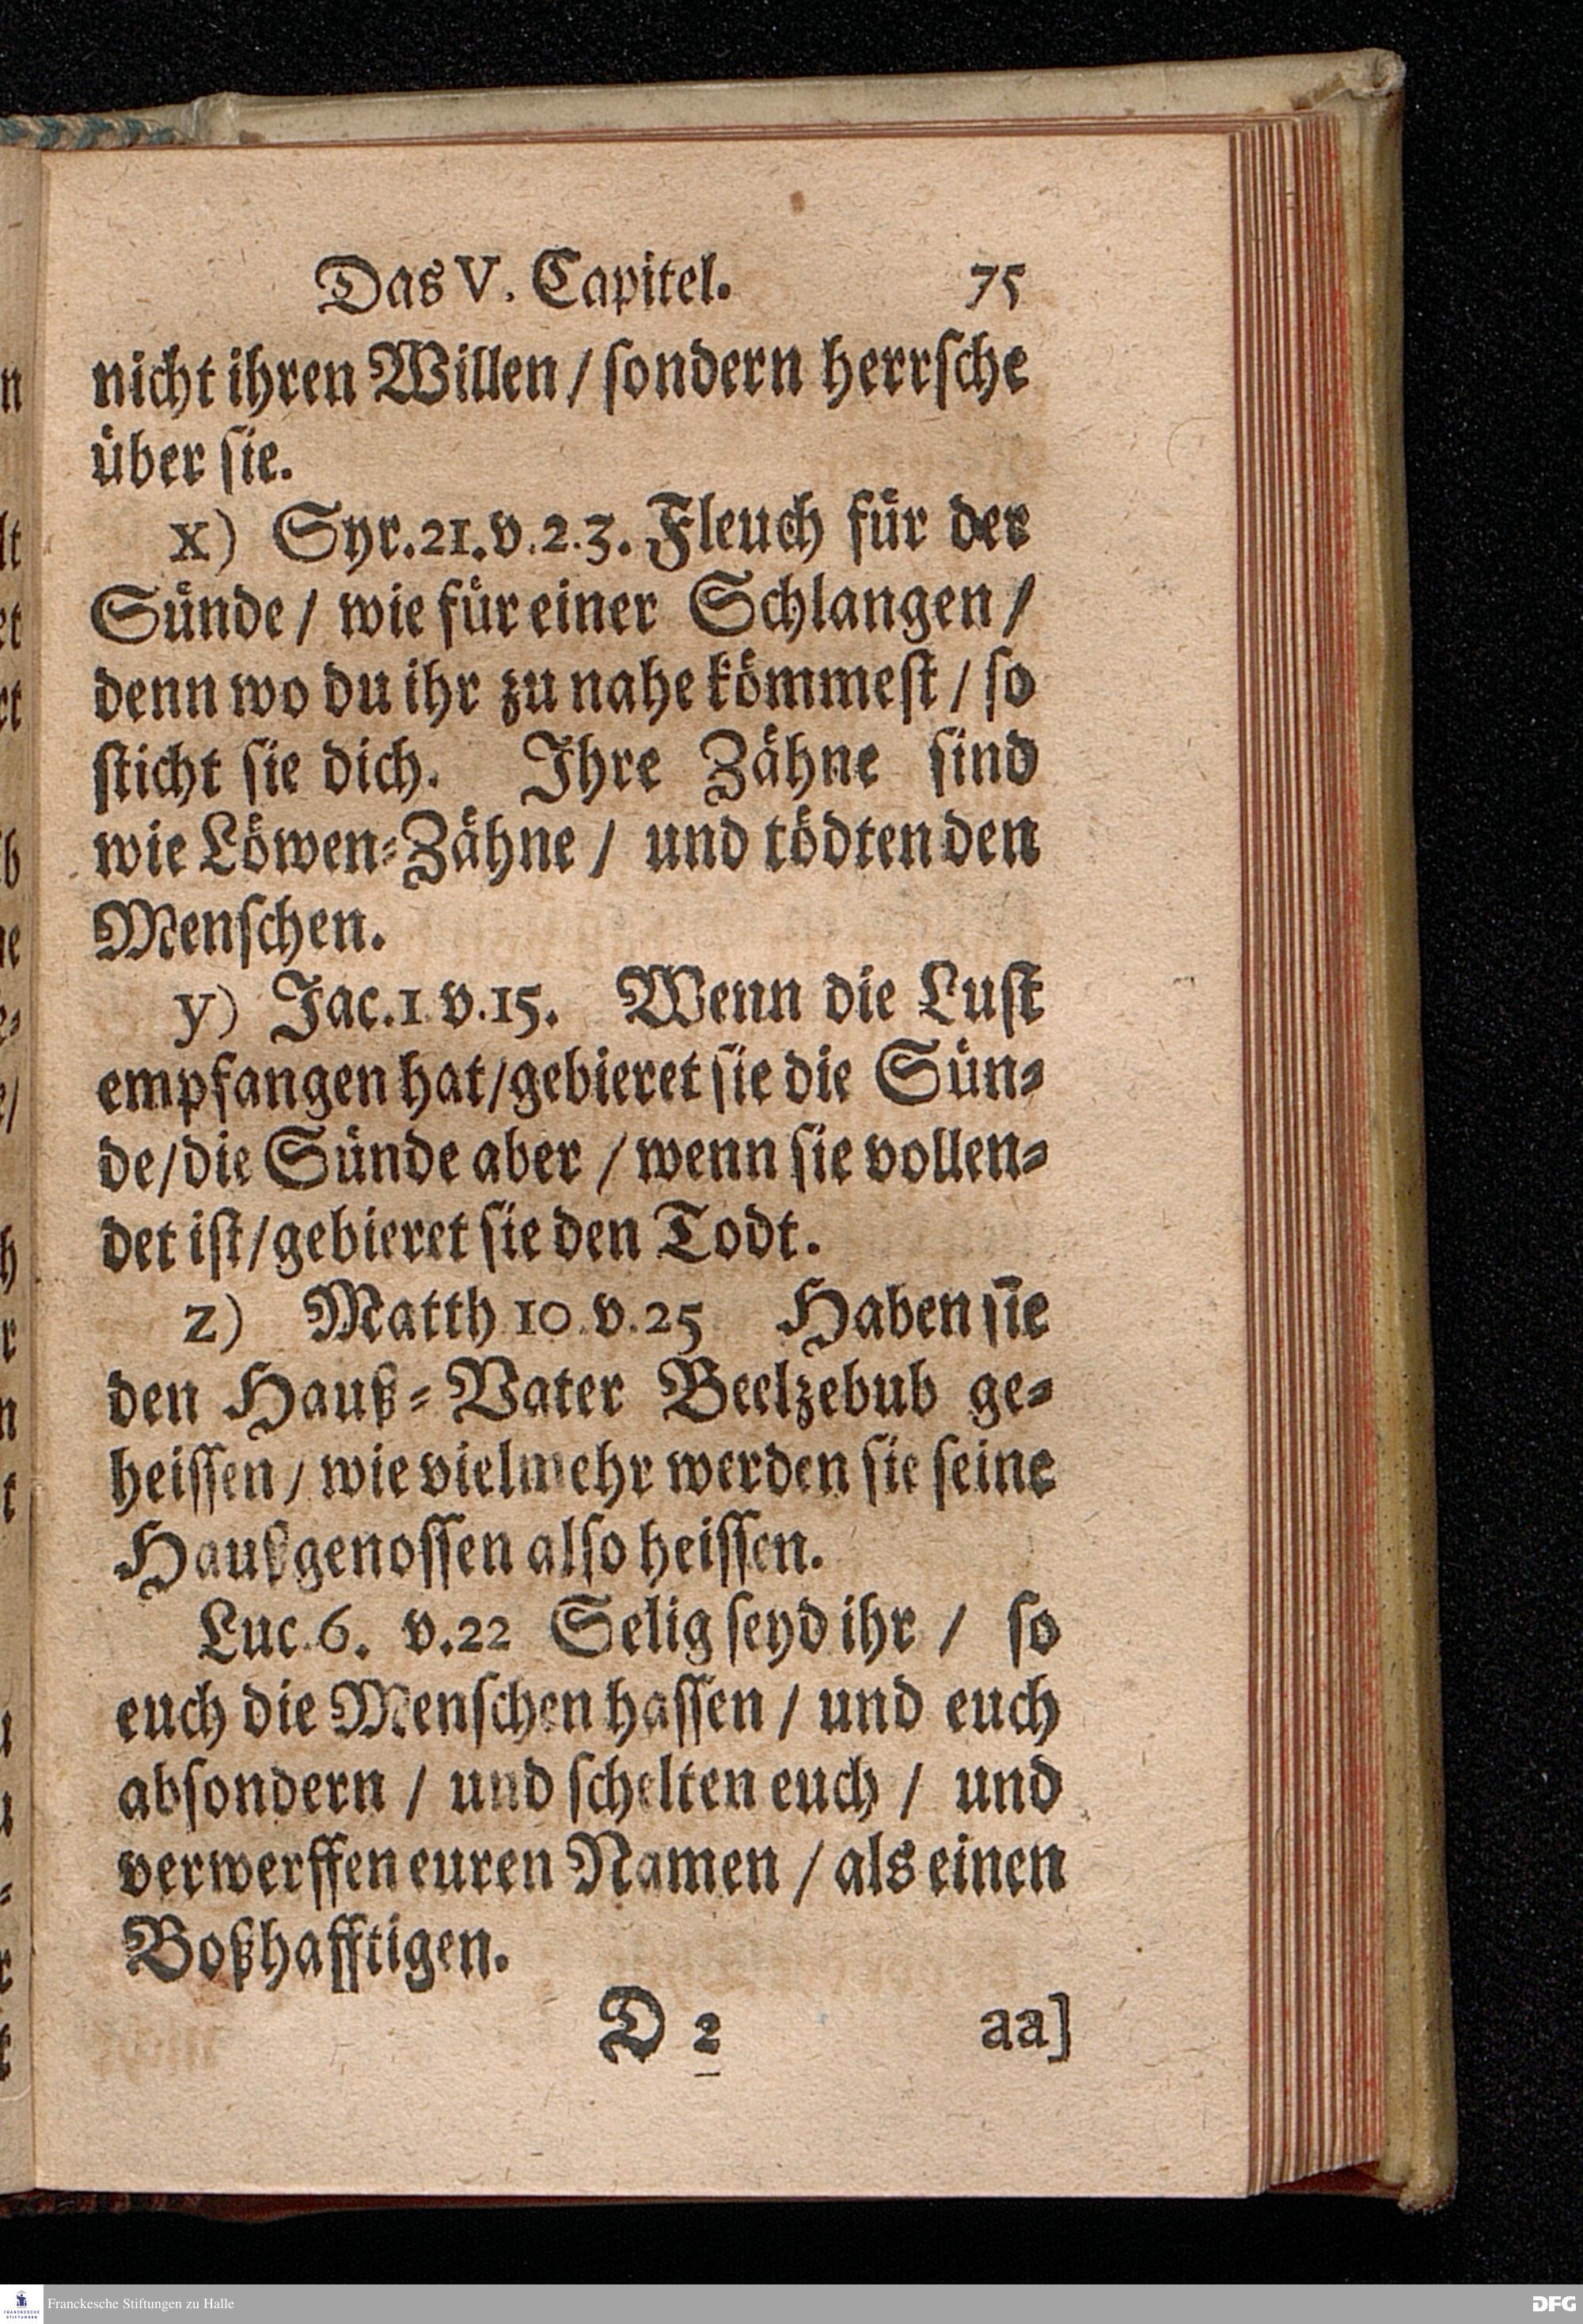 Das V. Capitel. 75
nicht ihren Willen / sondern herrsche
über sie.
x) Syr.21.v.2.3. Fleuch für der
Sünde / wie für einer Schlangen /
denn wo du ihr zu nahe kömmest / so
sticht sie dich. Ihre Zähne sind
wie Löwen-Zähne / und tödten den
Menschen.
y) Jac.1 v.15. Wenn die Lust
empfangen hat/gebieret sie die Sün-
de/die Sünde aber / wenn sie vollen-
det ist/gebieret sie den Todt.
z) Matth 10. v.25 Haben sie
den Hauß-Vater Beelzebub ge-
heissen / wie vielmehr werden sie seine
Haußgenossen also heissen.
Luc. 6. v.22 Selig seyd ihr / so
euch die Menschen hassen / und euch
absondern / und schelten euch / und
verwerffen euren Namen / als einen
Boßhafftigen.
D 2 aa]
Franckesche Stiftungen zu Halle
DFG